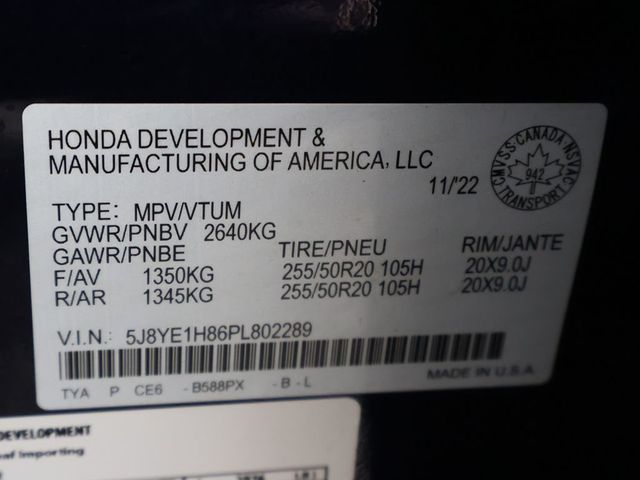 HONDA DEVELOPMENT &
MANUFACTURING OF AMERICA, LLC
11/'22
CMVSS·CANADA·NSVAC
942
TRANSPORT
TYPE: MPV/VTUM
GVWR/PNBV 2640KG
GAWR/PNBE TIRE/PNEU RIM/JANTE
F/AV 1350KG 255/50R20 105H 20X9.0J
R/AR 1345KG 255/50R20 105H 20X9.0J
V.I.N.: 5J8YE1H86PL802289
TYA P CE6 - B588PX - B - L MADE IN U.S.A
DEVELOPMENT
af Importing